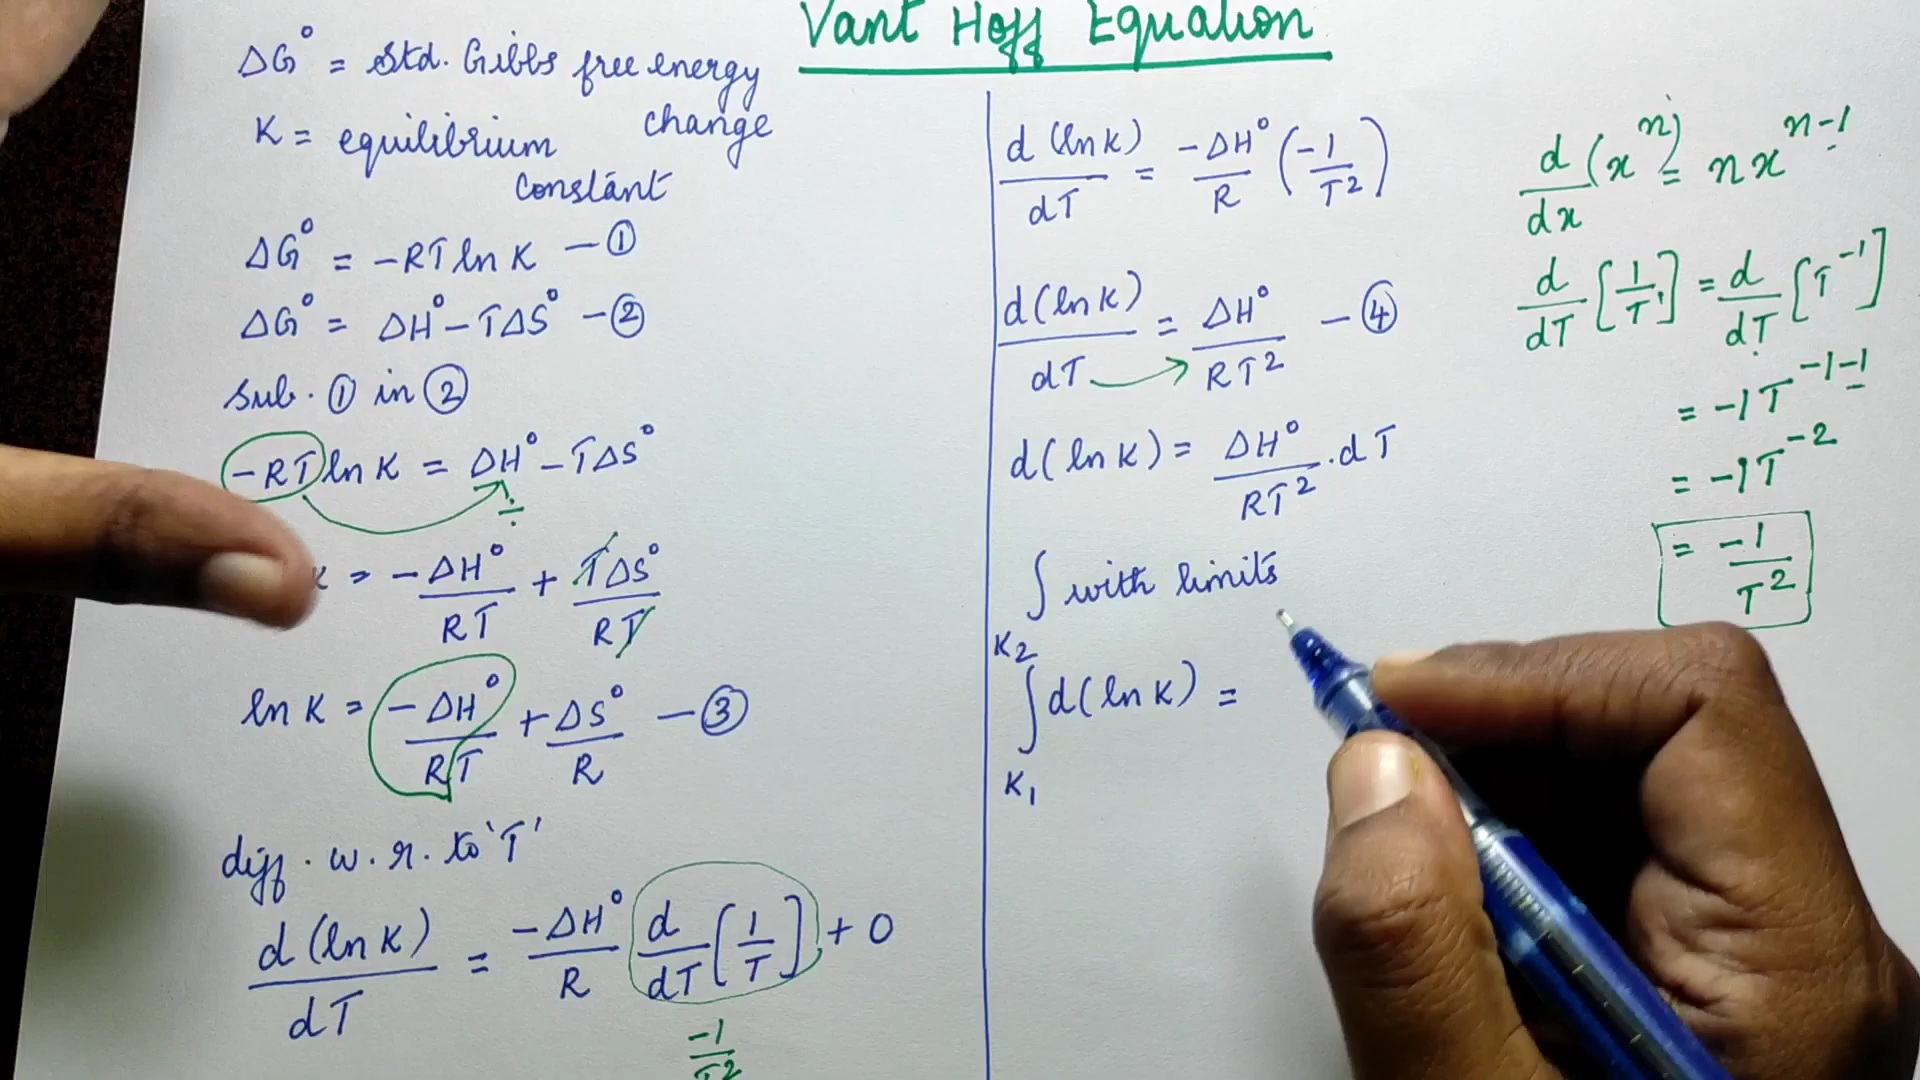 Vant Hoff Equation
ΔG° = Std. Gibbs free energy
change
K = equilibrium
constant
ΔG° = -RT ln K —①
ΔG° = ΔH° - TΔS° —②
Sub. ① in ②
-RT ln K = ΔH° - TΔS°
÷
K = -ΔH°/RT + TΔS°/RT
ln K = -ΔH°/RT + ΔS°/R —③
diff. w.r. to 'T'
d(ln K)/dT = -ΔH°/R d/dT [1/T] + 0
-1/T²
d(ln K)/dT = -ΔH°/R (-1/T²)
d(ln K)/dT = ΔH°/RT² —④
d(ln K) = ΔH°/RT² . dT
∫ with limits
K₂
∫ d(ln K) =
K₁
d/dx (xⁿ) = n xⁿ⁻¹
d/dT [1/T¹] = d/dT [T⁻¹]
= -1T⁻¹⁻¹
= -1T⁻²
= -1/T²